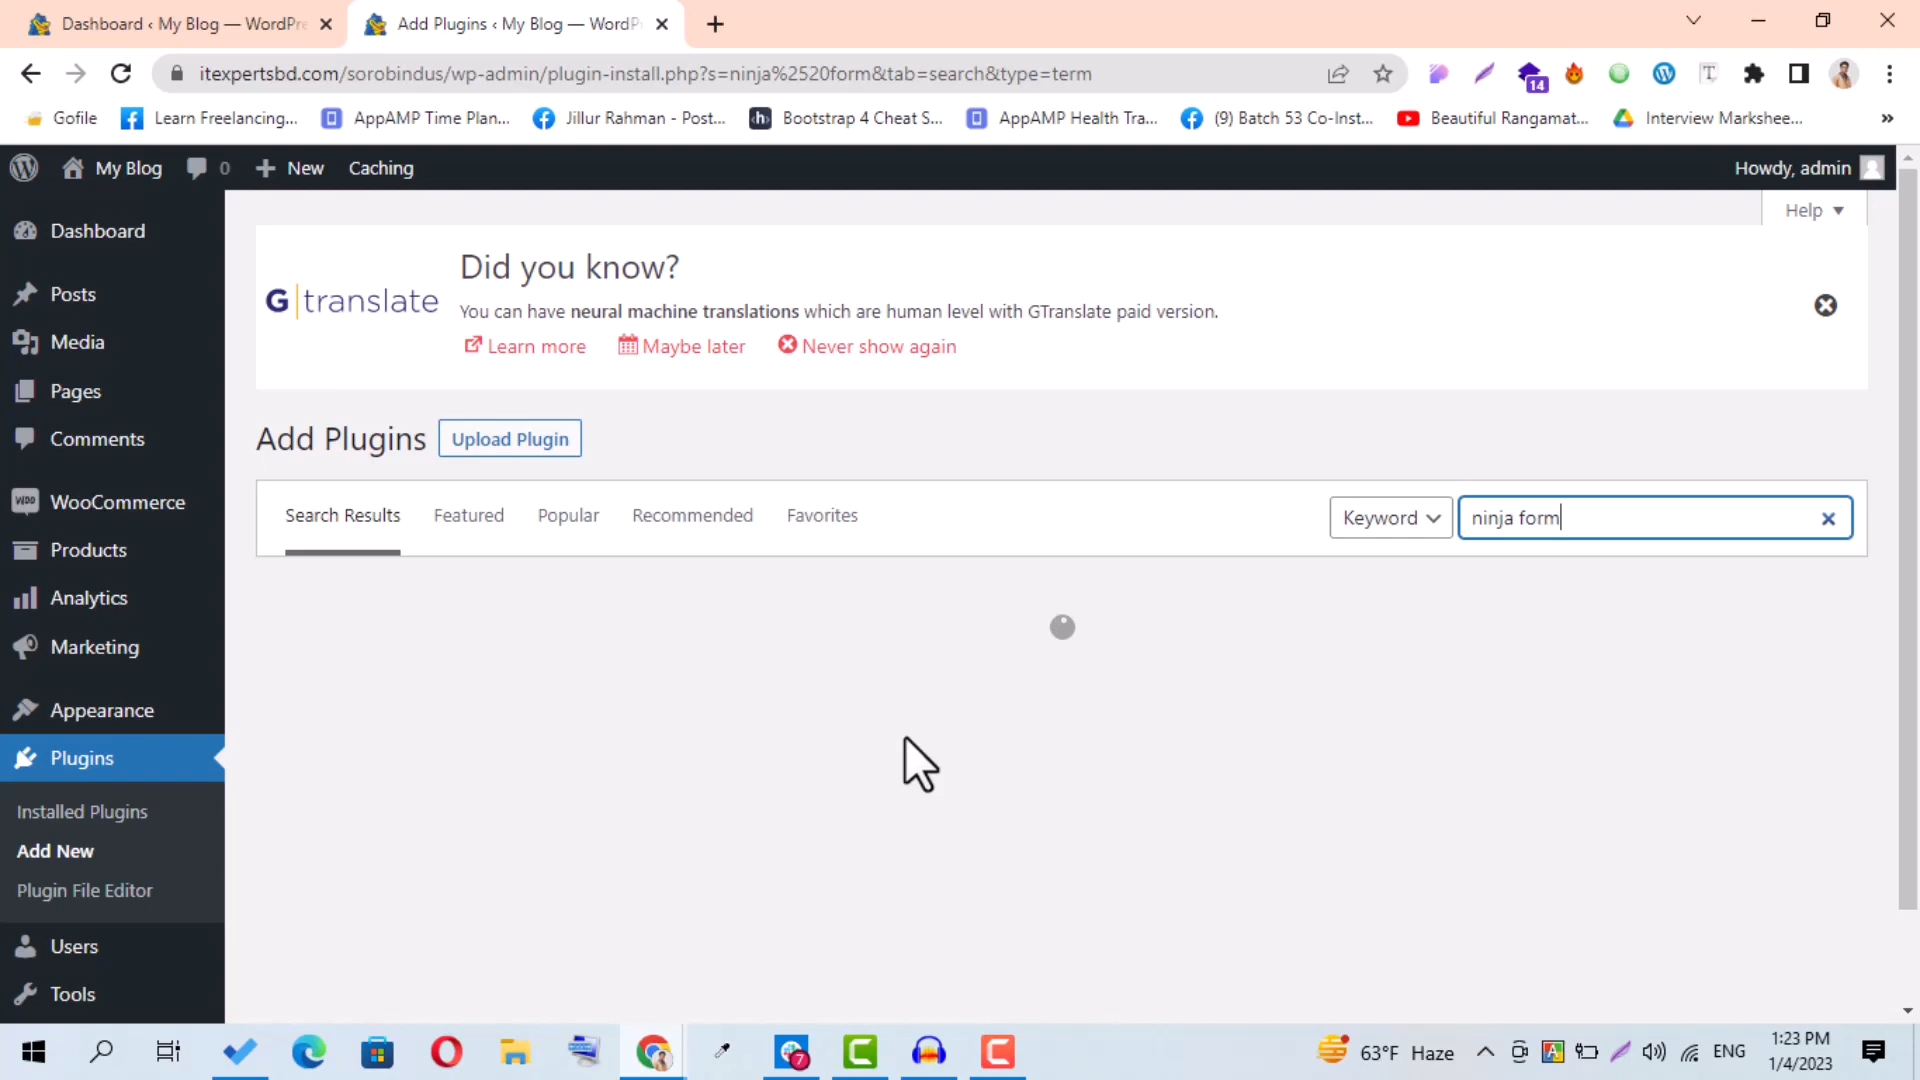 Dashboard ‹ My Blog — WordPre
Add Plugins ‹ My Blog — WordP
itexpertsbd.com/sorobindus/wp-admin/plugin-install.php?s=ninja%2520form&tab=search&type=term
14
Gofile
Learn Freelancing...
AppAMP Time Plan...
Jillur Rahman - Post...
Bootstrap 4 Cheat S...
AppAMP Health Tra...
(9) Batch 53 Co-Inst...
Beautiful Rangamat...
Interview Markshee...
»
My Blog
0
New
Caching
Howdy, admin
Help
Dashboard
Posts
Media
Pages
Comments
WooCommerce
Products
Analytics
Marketing
Appearance
Plugins
Installed Plugins
Add New
Plugin File Editor
Users
Tools
G translate
Did you know?
You can have neural machine translations which are human level with GTranslate paid version.
Learn more
Maybe later
Never show again
Add Plugins
Upload Plugin
Search Results
Featured
Popular
Recommended
Favorites
Keyword
ninja form
7
63°F Haze
ENG
1:23 PM
1/4/2023